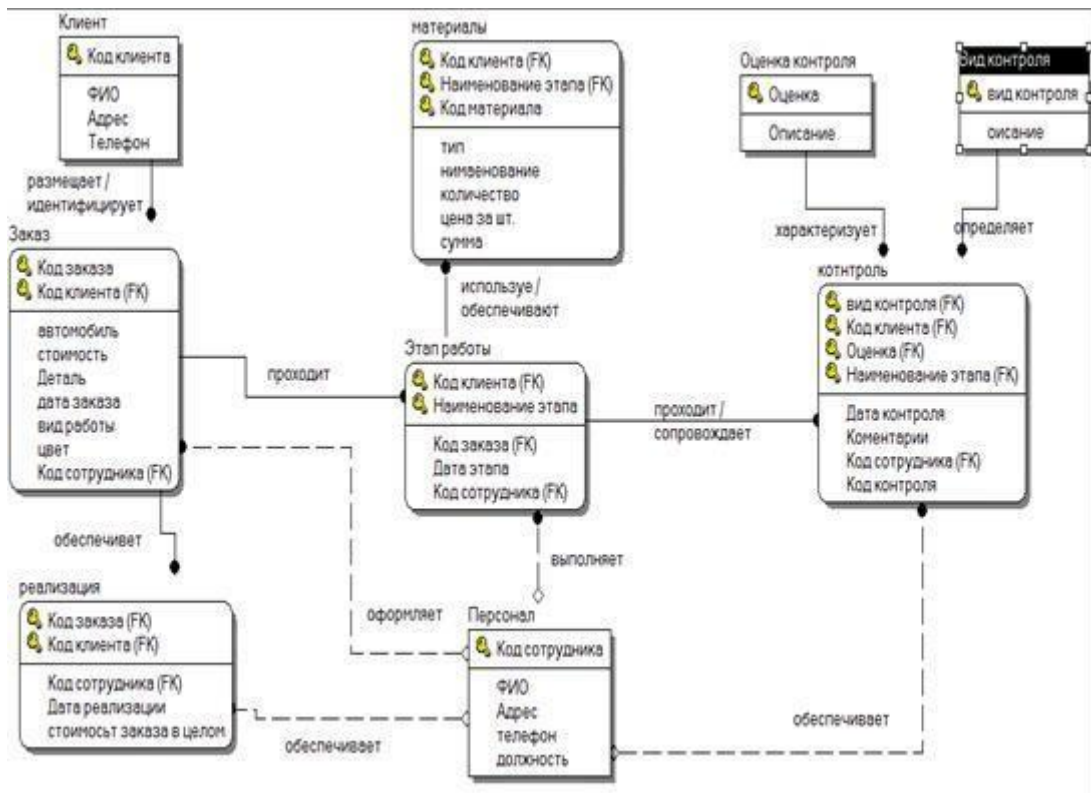 Клиент
Код клиента
ФИО
Адрес
Телефон
размещает /
идентифицирует
материалы
Код клиента (FK)
Наименование этапа (FK)
Код материала
тип
нимаенование
количество
цена за шт.
сумма
Оценка контроля
Оценка
Описание
Вид контроля
вид контроля
оисание
характеризует
определяет
Заказ
Код заказа
Код клиента (FK)
автомобиль
стоимость
Деталь
дата заказа
вид работы
цвет
Код сотрудника (FK)
проходит
используе /
обеспечивают
Этап работы
Код клиента (FK)
Наименование этапа
Код заказа (FK)
Дата этапа
Код сотрудника (FK)
проходит /
сопровождает
котнтроль
вид контроля (FK)
Код клиента (FK)
Оценка (FK)
Наименование этапа (FK)
Дата контроля
Коментарии
Код сотрудника (FK)
Код контроля
обеспечивет
выполняет
реализация
Код заказа (FK)
Код клиента (FK)
Код сотрудника (FK)
Дата реализации
стоимосьт заказа в целом
оформляет
обеспечивает
Персонал
Код сотрудника
ФИО
Адрес
телефон
должность
обеспечивает